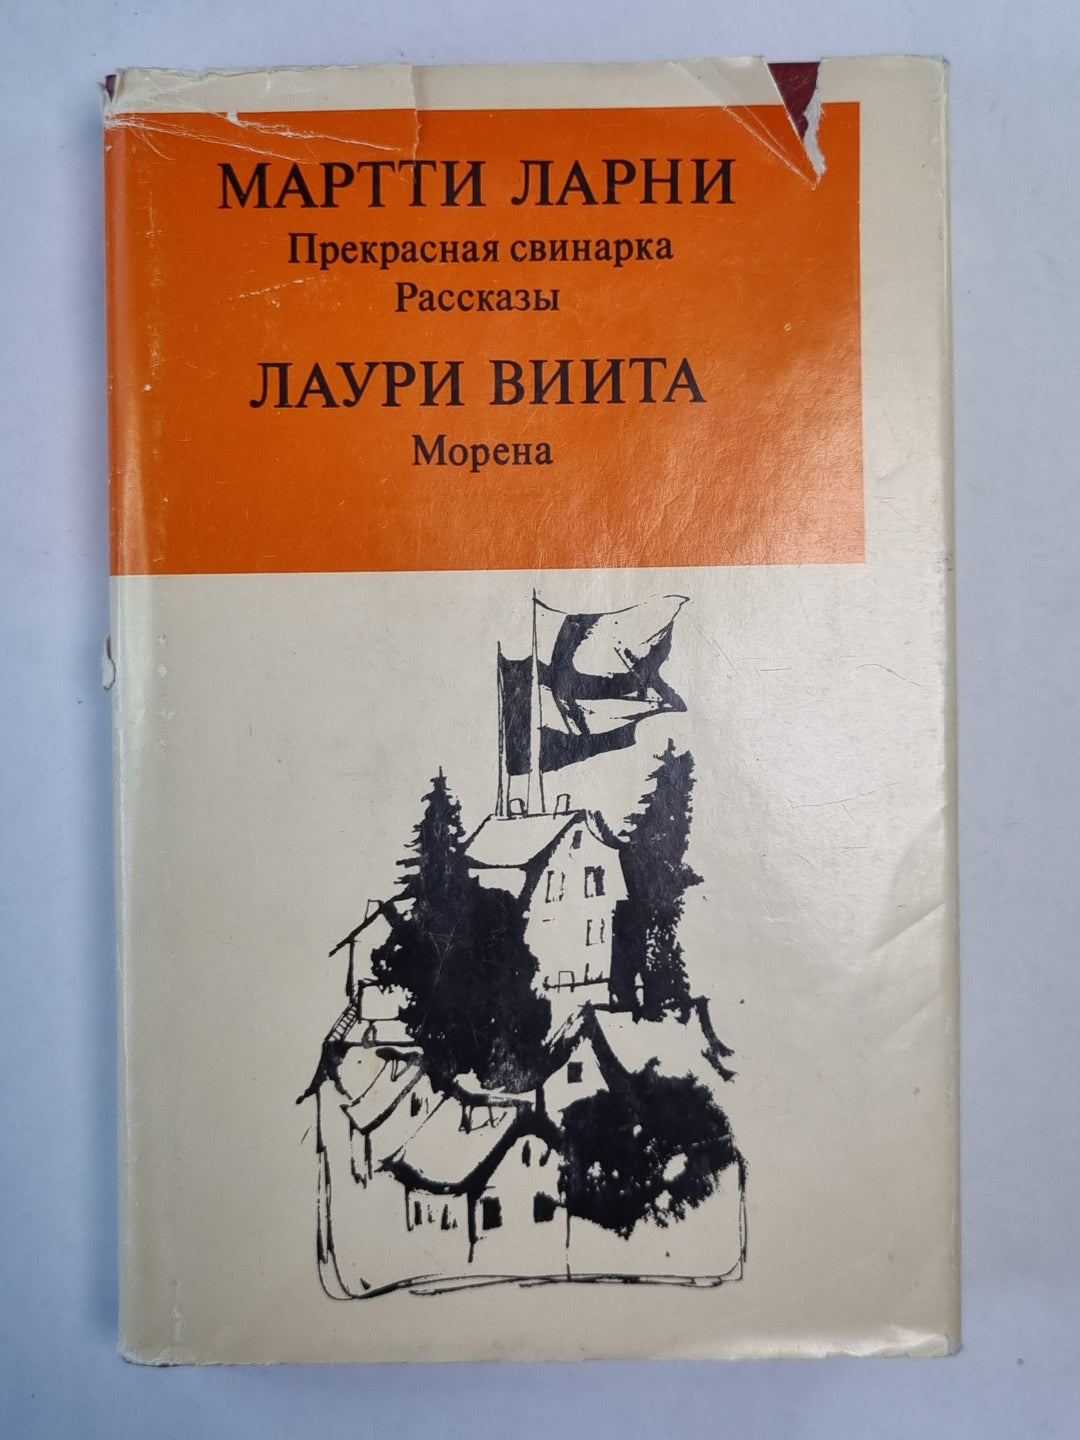 МАРТТИ ЛАРНИ
Прекрасная свинарка
Рассказы
ЛАУРИ ВИИТА
Морена